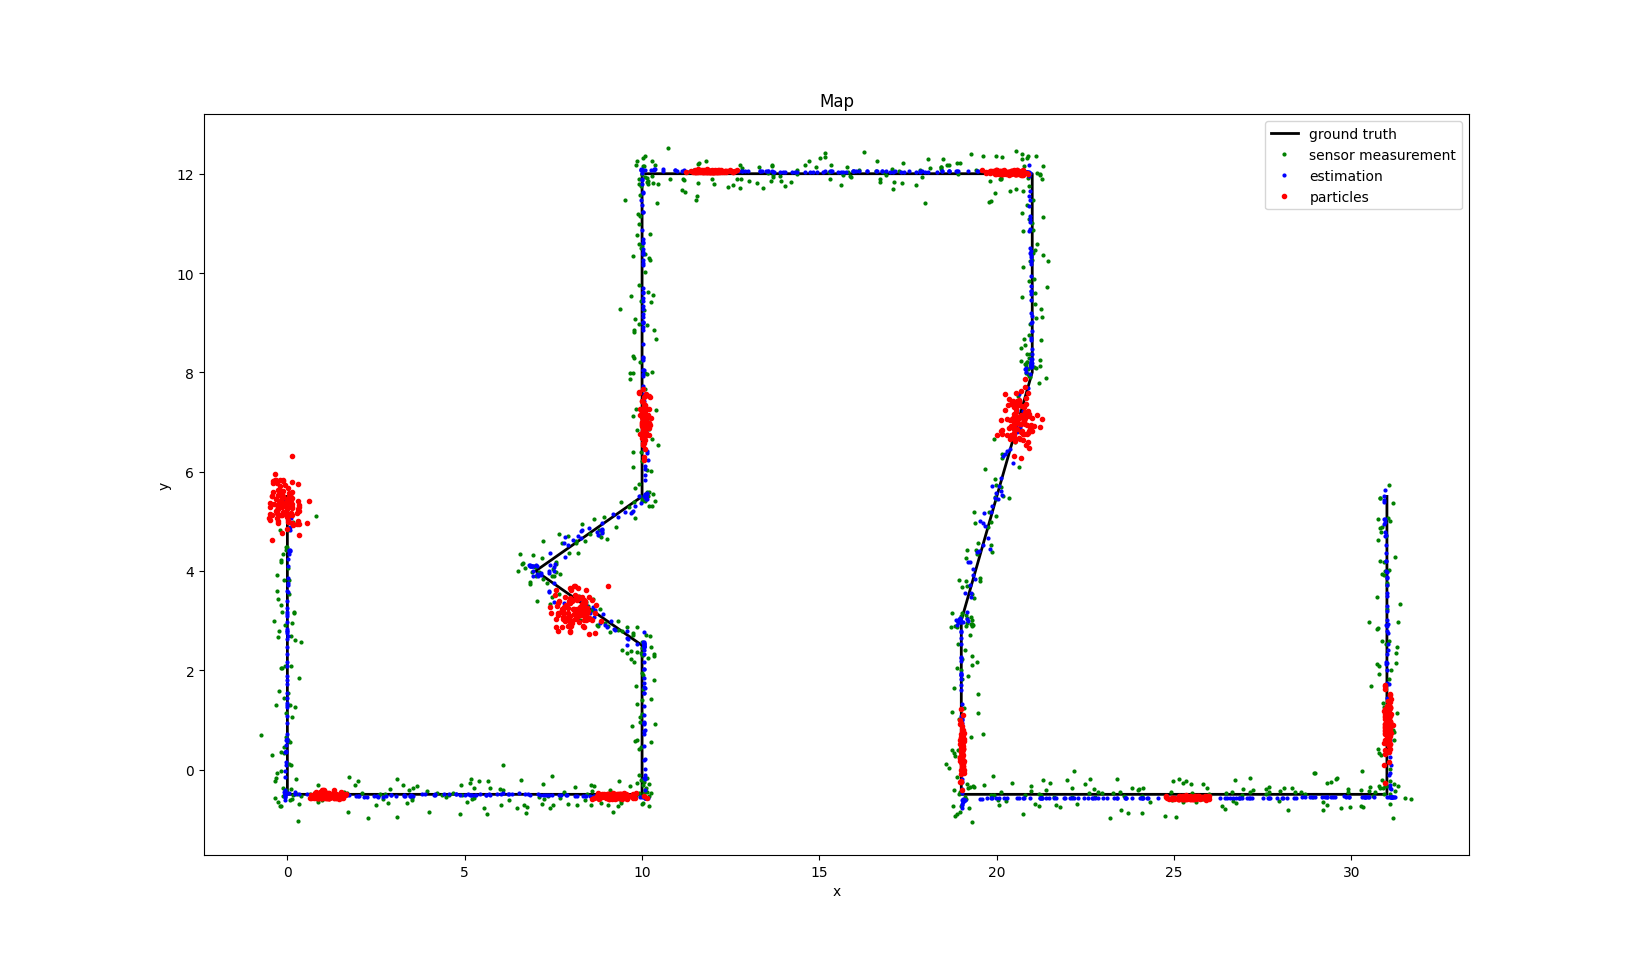 Map
ground truth
sensor measurement
estimation
particles
12
10
8
6
4
2
0
y
0 5 10 15 20 25 30
x